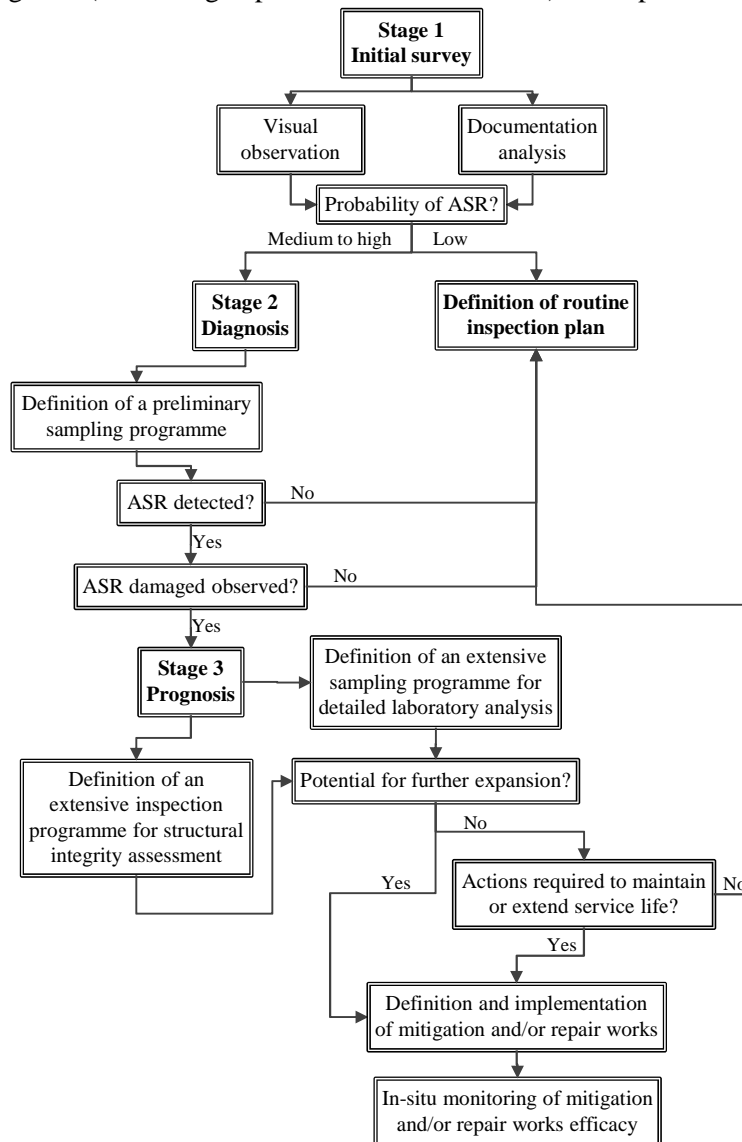 Stage 1
Initial survey
Visual
observation
Documentation
analysis
Probability of ASR?
Medium to high
Low
Stage 2
Diagnosis
Definition of routine
inspection plan
Definition of a preliminary
sampling programme
ASR detected?
No
Yes
ASR damaged observed?
No
Yes
Stage 3
Prognosis
Definition of an extensive
sampling programme for
detailed laboratory analysis
Definition of an
extensive inspection
programme for structural
integrity assessment
Potential for further expansion?
No
Yes
Actions required to maintain
or extend service life?
No
Yes
Definition and implementation
of mitigation and/or repair works
In-situ monitoring of mitigation
and/or repair works efficacy